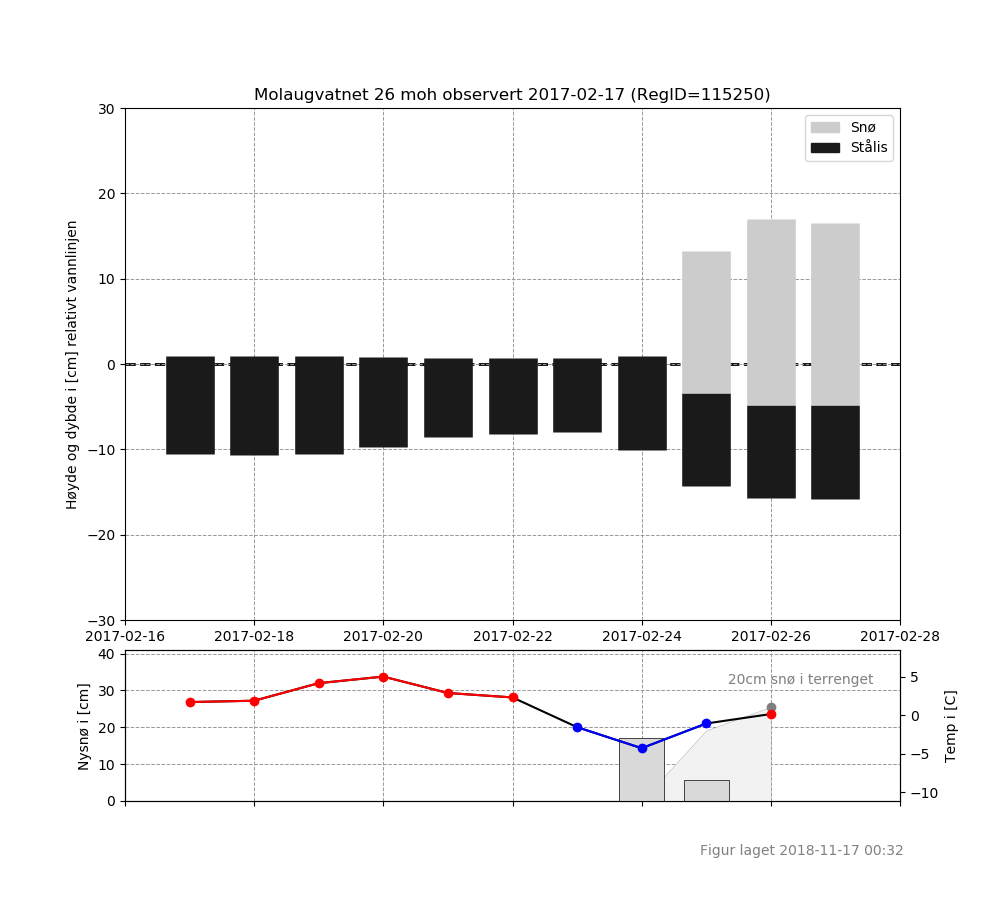 Molaugvatnet 26 moh observert 2017-02-17 (RegID=115250)
Snø
Stålis
Høyde og dybde i [cm] relativt vannlinjen
30
20
10
0
−10
−20
−30
2017-02-16 2017-02-18 2017-02-20 2017-02-22 2017-02-24 2017-02-26 2017-02-28
Nysnø i [cm]
40
30
20
10
0
20cm snø i terrenget
5
0
−5
−10
Temp i [C]
Figur laget 2018-11-17 00:32